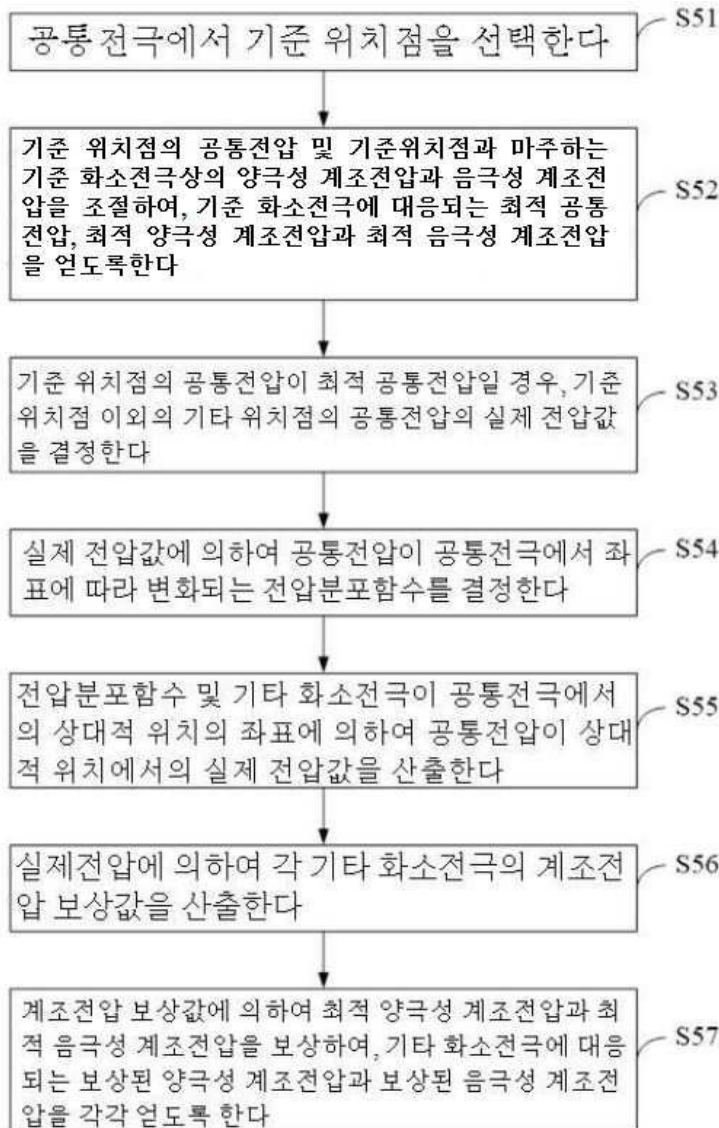 공통전극에서 기준 위치점을 선택한다
S51
기준 위치점의 공통전압 및 기준위치점과 마주하는
기준 화소전극상의 양극성 계조전압과 음극성 계조전
압을 조절하여, 기준 화소전극에 대응되는 최적 공통
전압, 최적 양극성 계조전압과 최적 음극성 계조전압
을 얻도록한다
S52
기준 위치점의 공통전압이 최적 공통전압일 경우, 기준
위치점 이외의 기타 위치점의 공통전압의 실제 전압값
을 결정한다
S53
실제 전압값에 의하여 공통전압이 공통전극에서 좌
표에 따라 변화되는 전압분포함수를 결정한다
S54
전압분포함수 및 기타 화소전극이 공통전극에서
의 상대적 위치의 좌표에 의하여 공통전압이 상대
적 위치에서의 실제 전압값을 산출한다
S55
실제전압에 의하여 각 기타 화소전극의 계조전
압 보상값을 산출한다
S56
계조전압 보상값에 의하여 최적 양극성 계조전압과 최
적 음극성 계조전압을 보상하여, 기타 화소전극에 대응
되는 보상된 양극성 계조전압과 보상된 음극성 계조전
압을 각각 얻도록 한다
S57